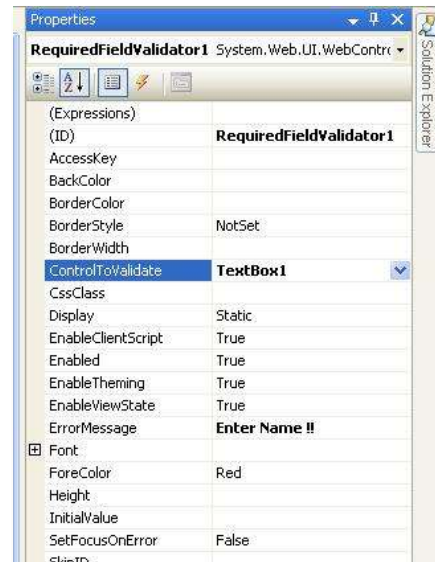 Properties
RequiredFieldValidator1 System.Web.UI.WebContro
(Expressions)
(ID) RequiredFieldValidator1
AccessKey
BackColor
BorderColor
BorderStyle NotSet
BorderWidth
ControlToValidate TextBox1
CssClass
Display Static
EnableClientScript True
Enabled True
EnableTheming True
EnableViewState True
ErrorMessage Enter Name !!
Font
ForeColor Red
Height
InitialValue
SetFocusOnError False
SkinID
Solution Explorer